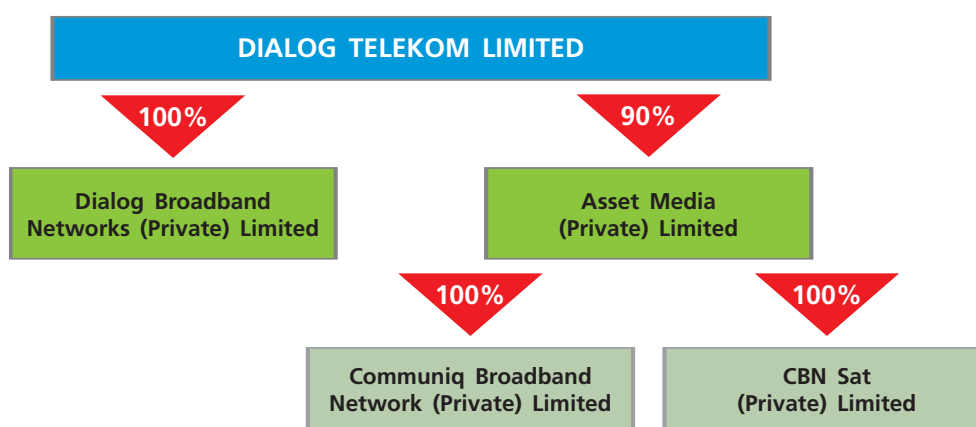 DIALOG TELEKOM LIMITED
100%
90%
Dialog Broadband
Networks (Private) Limited
Asset Media
(Private) Limited
100%
100%
Communiq Broadband
Network (Private) Limited
CBN Sat
(Private) Limited